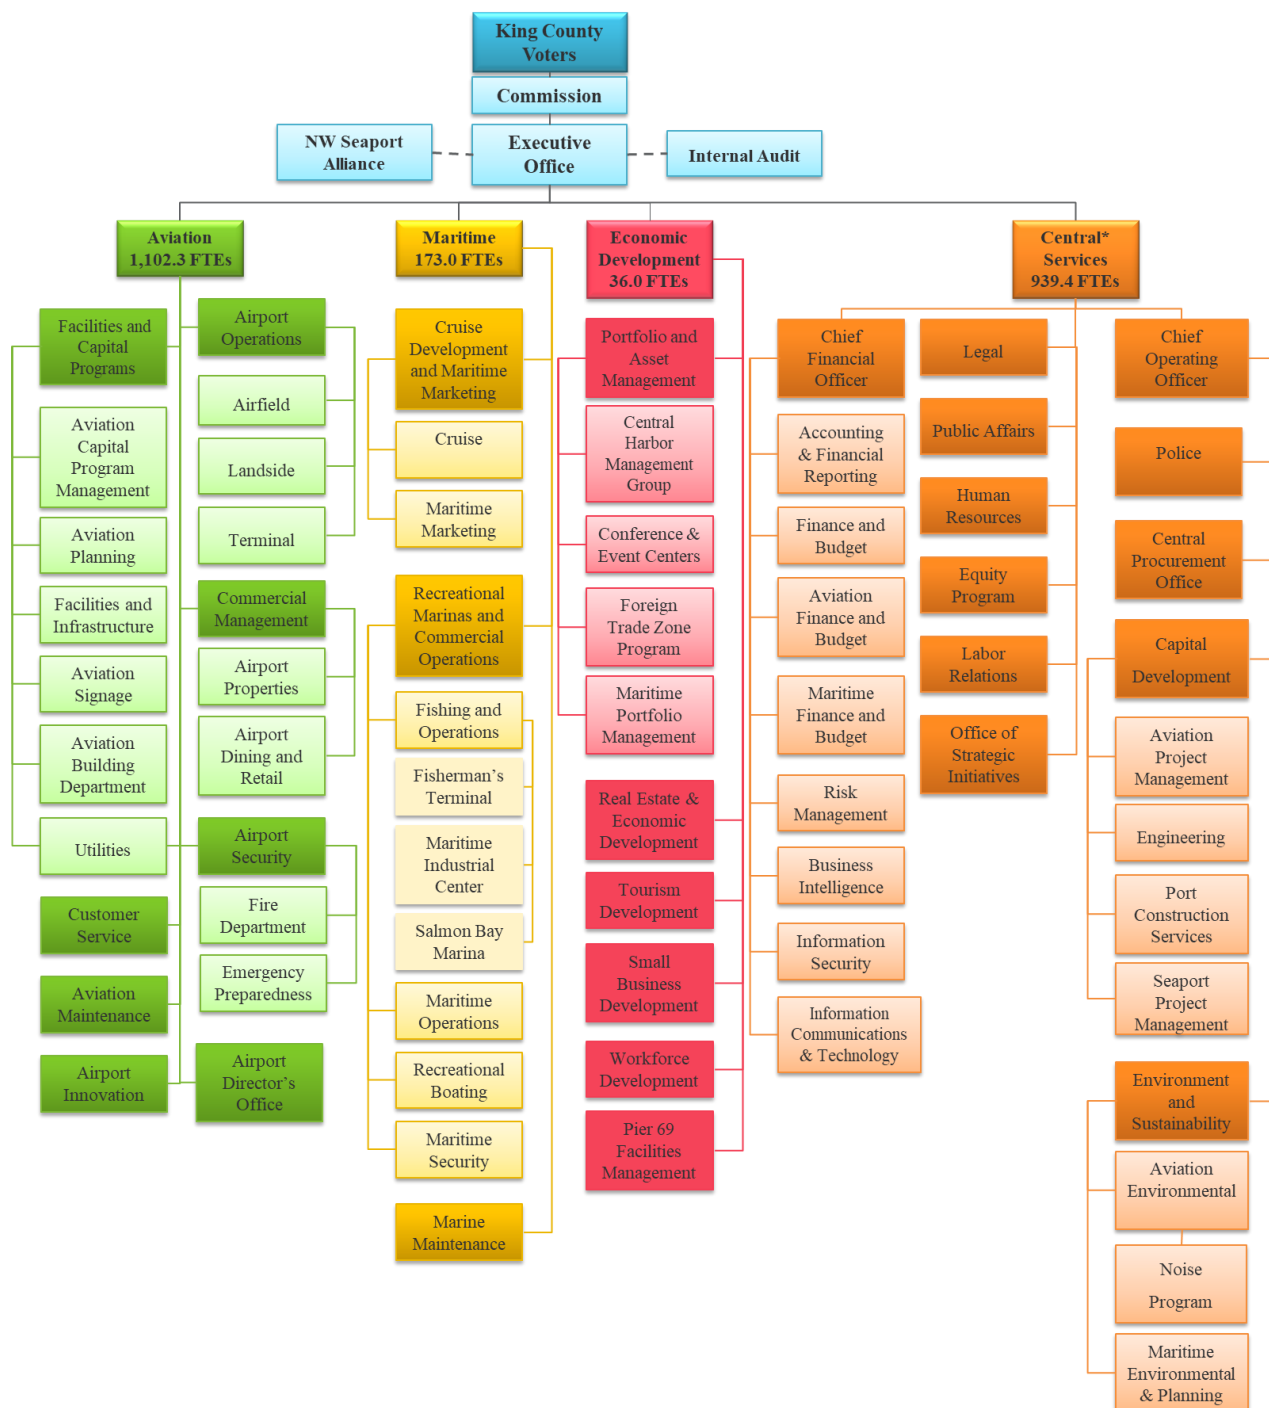 King County
Voters
Commission
NW Seaport
Alliance
Executive
Office
Internal Audit
Aviation
1,102.3 FTEs
Facilities and
Capital
Programs
Aviation
Capital
Program
Management
Aviation
Planning
Facilities and
Infrastructure
Aviation
Signage
Aviation
Building
Department
Utilities
Customer
Service
Aviation
Maintenance
Airport
Innovation
Airport
Operations
Airfield
Landside
Terminal
Commercial
Management
Airport
Properties
Airport
Dining and
Retail
Airport
Security
Fire
Department
Emergency
Preparedness
Airport
Director's
Office
Maritime
173.0 FTEs
Cruise
Development
and Maritime
Marketing
Cruise
Maritime
Marketing
Recreational
Marinas and
Commercial
Operations
Fishing and
Operations
Fisherman's
Terminal
Maritime
Industrial
Center
Salmon Bay
Marina
Maritime
Operations
Recreational
Boating
Maritime
Security
Marine
Maintenance
Economic
Development
36.0 FTEs
Portfolio and
Asset
Management
Central
Harbor
Management
Group
Conference &
Event Centers
Foreign
Trade Zone
Program
Maritime
Portfolio
Management
Real Estate &
Economic
Development
Tourism
Development
Small
Business
Development
Workforce
Development
Pier 69
Facilities
Management
Central*
Services
939.4 FTEs
Chief
Financial
Officer
Accounting
& Financial
Reporting
Finance and
Budget
Aviation
Finance and
Budget
Maritime
Finance and
Budget
Risk
Management
Business
Intelligence
Information
Security
Information
Communications
& Technology
Legal
Public Affairs
Human
Resources
Equity
Program
Labor
Relations
Office of
Strategic
Initiatives
Chief
Operating
Officer
Police
Central
Procurement
Office
Capital
Development
Aviation
Project
Management
Engineering
Port
Construction
Services
Seaport
Project
Management
Environment
and
Sustainability
Aviation
Environmental
Noise
Program
Maritime
Environmental
& Planning